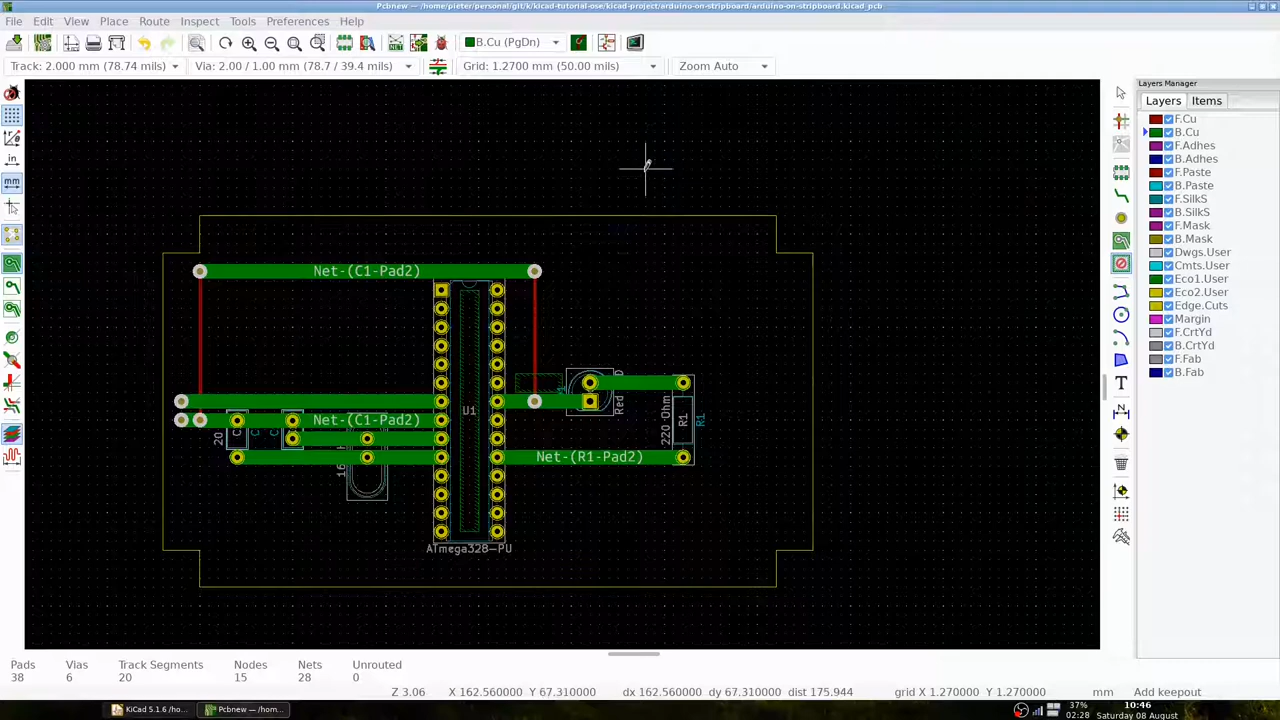 Pcbnew — /home/pieter/personal/git/k/kicad-tutorial-ose/kicad-project/arduino-on-stripboard/arduino-on-stripboard.kicad_pcb
File Edit View Place Route Inspect Tools Preferences Help
B.Cu (PgDn)
Track: 2.000 mm (78.74 mils) Via: 2.00 / 1.00 mm (78.7 / 39.4 mils) Grid: 1.2700 mm (50.00 mils) Zoom Auto
Layers Manager
Layers Items
F.Cu
B.Cu
F.Adhes
B.Adhes
F.Paste
B.Paste
F.SilkS
B.SilkS
F.Mask
B.Mask
Dwgs.User
Cmts.User
Eco1.User
Eco2.User
Edge.Cuts
Margin
F.CrtYd
B.CrtYd
F.Fab
B.Fab
in
mm
Net-(C1-Pad2)
Net-(C1-Pad2)
Net-(R1-Pad2)
U1
ATmega328-PU
Red
220 Ohm
R1
R1
20
C
C
C
Pads Vias Track Segments Nodes Nets Unrouted
38 6 20 15 28 0
Z 3.06 X 162.560000 Y 67.310000 dx 162.560000 dy 67.310000 dist 175.944 grid X 1.270000 Y 1.270000 mm Add keepout
KiCad 5.1.6 /ho...
Pcbnew — /hom...
37%
02:28
10:46
Saturday 08 August